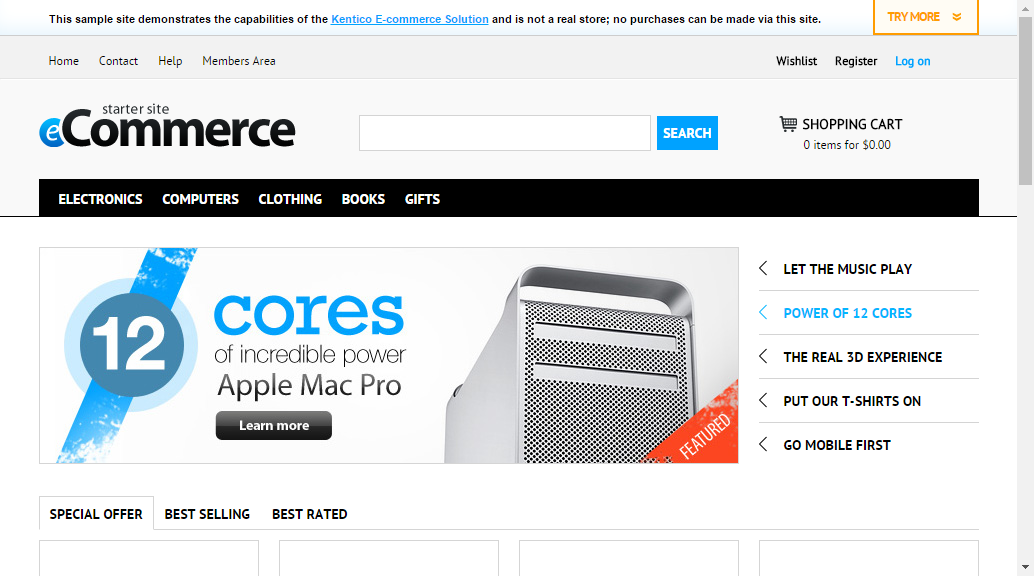 This sample site demonstrates the capabilities of the Kentico E-commerce Solution and is not a real store; no purchases can be made via this site.
TRY MORE
Home Contact Help Members Area
Wishlist Register Log on
starter site
eCommerce
SEARCH
SHOPPING CART
0 items for $0.00
ELECTRONICS COMPUTERS CLOTHING BOOKS GIFTS
12
cores
of incredible power
Apple Mac Pro
Learn more
FEATURED
LET THE MUSIC PLAY
POWER OF 12 CORES
THE REAL 3D EXPERIENCE
PUT OUR T-SHIRTS ON
GO MOBILE FIRST
SPECIAL OFFER BEST SELLING BEST RATED